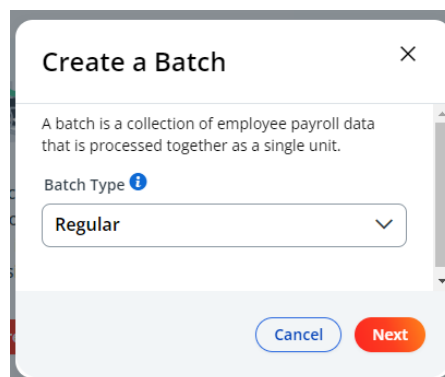 Create a Batch
A batch is a collection of employee payroll data
that is processed together as a single unit.
Batch Type
Regular
Cancel
Next